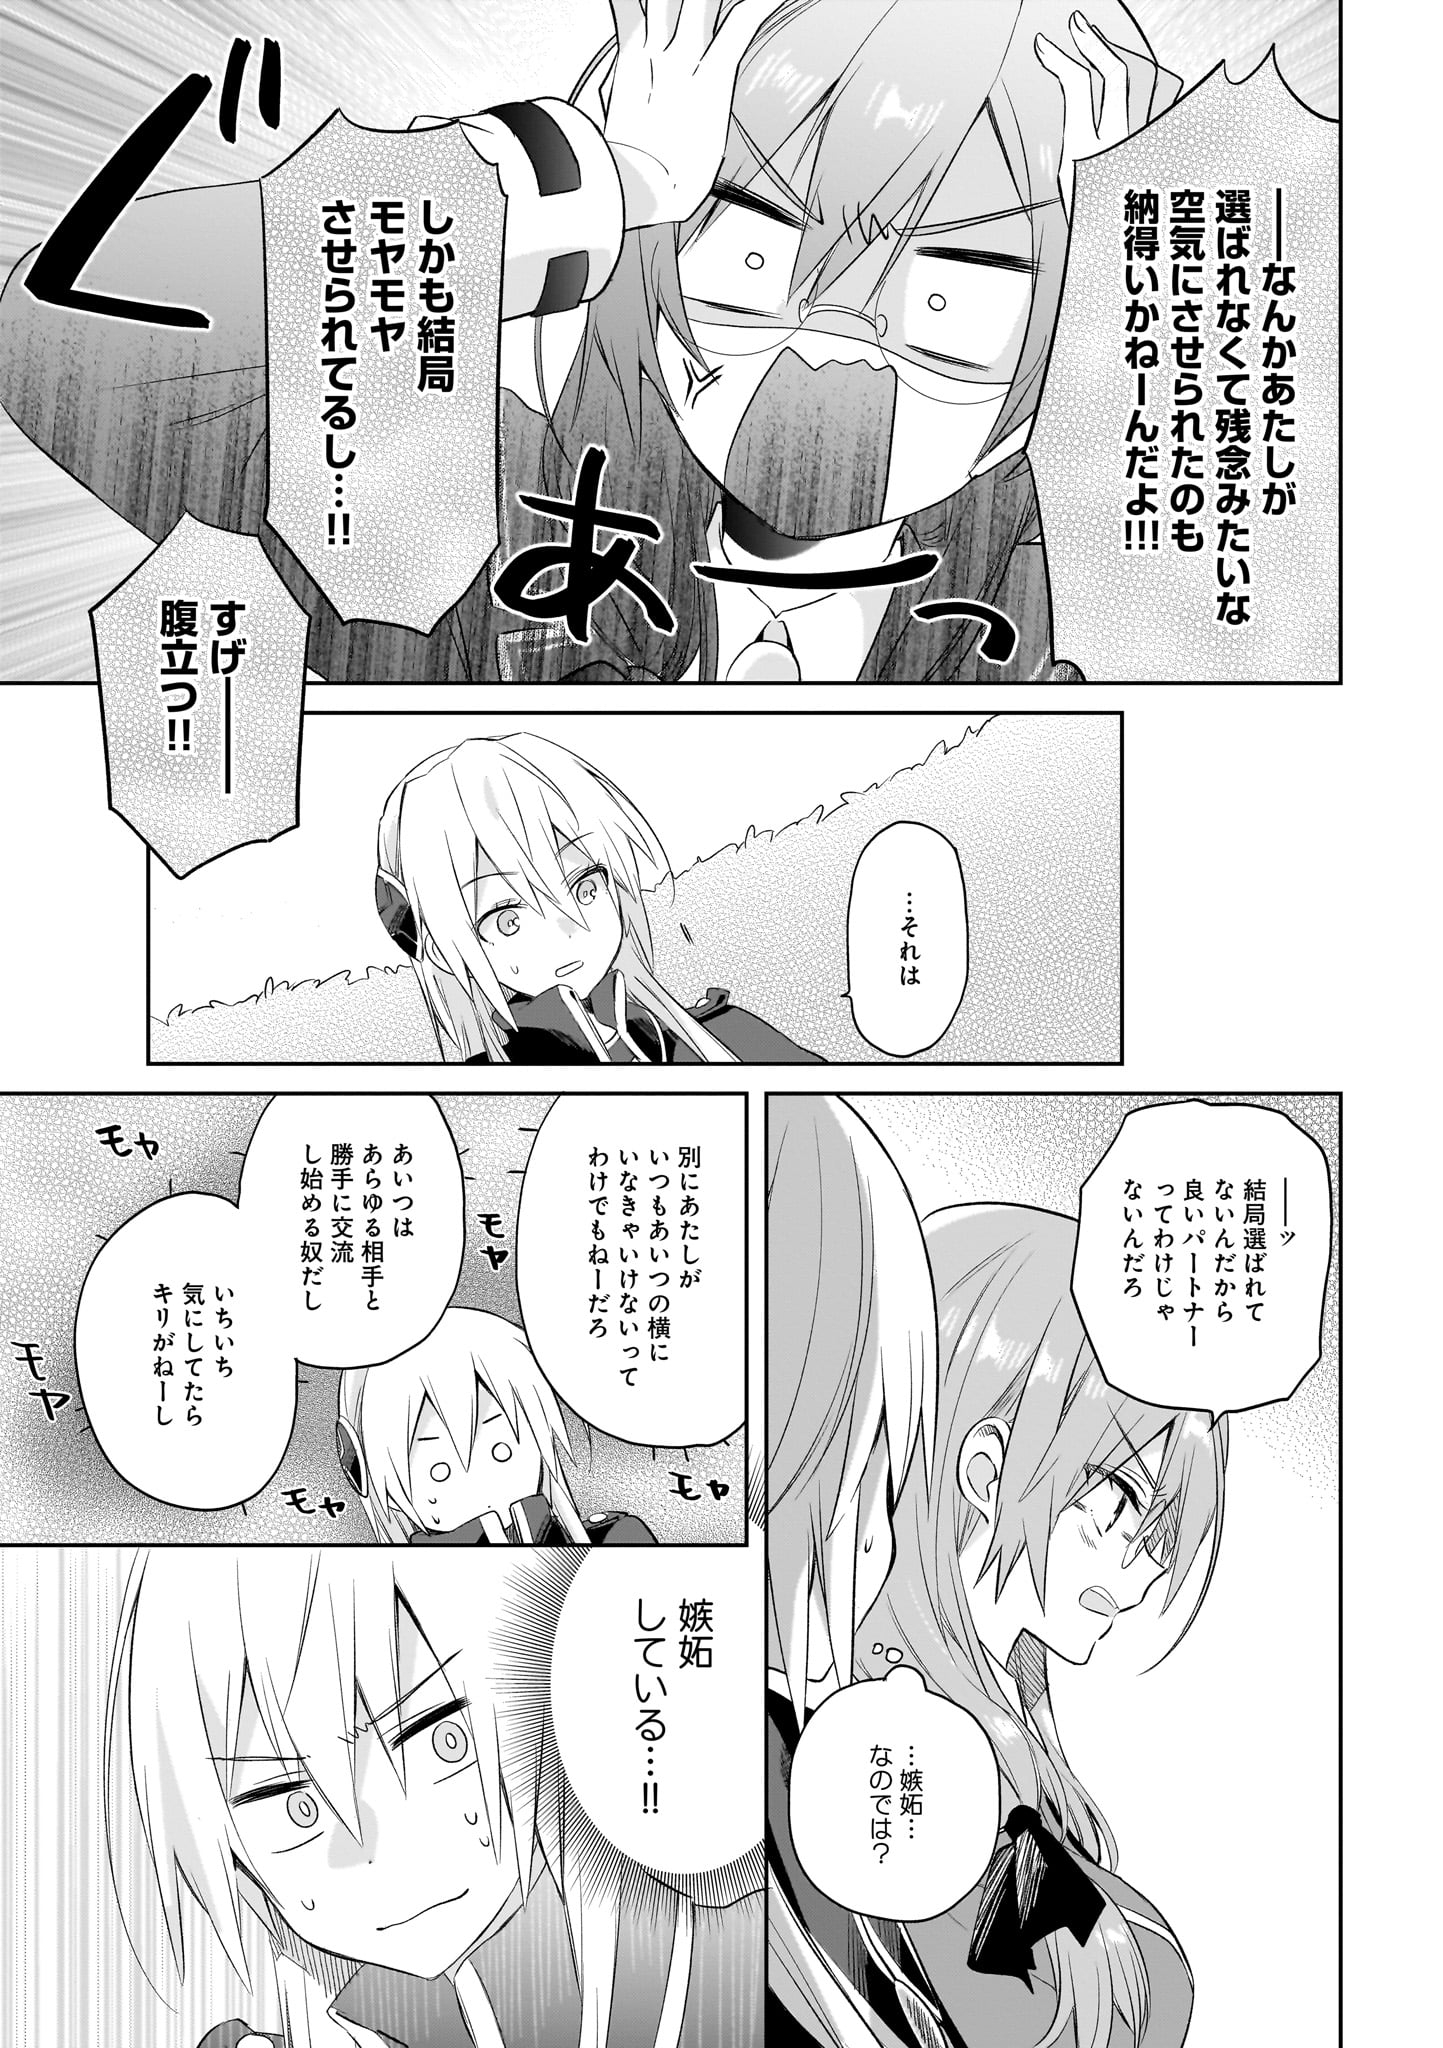 ――なんかあたしが
選ばれなくて残念みたいな
空気にさせられたのも
納得いかねーんだよ!!!
あーっ
しかも結局
モヤモヤ
させられてるし…!!
すげ――
腹立つ!!
…それは
――ッ
結局選ばれて
ないんだから
良いパートナー
ってわけじゃ
ないんだろ
…嫉妬…
なのでは？
別にあたしが
いつもあいつの横に
いなきゃいけないって
わけでもねーだろ
あいつは
あらゆる相手と
勝手に交流
し始める奴だし
いちいち
気にしてたら
キリがねーし
モヤ
モヤ
モヤ
モヤ
モヤ
嫉妬
している…!!